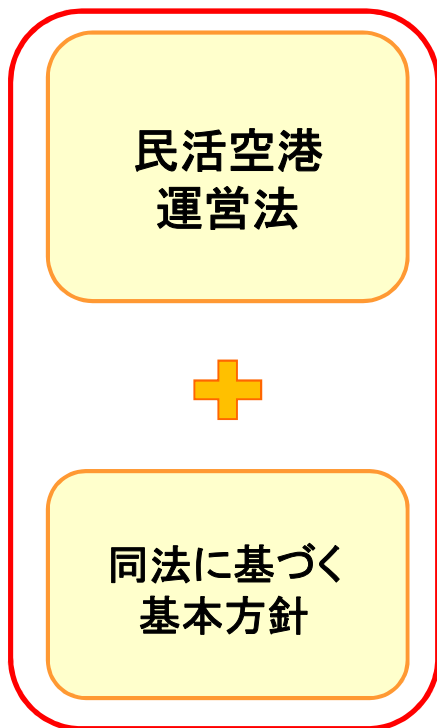 民活空港
運営法
同法に基づく
基本方針